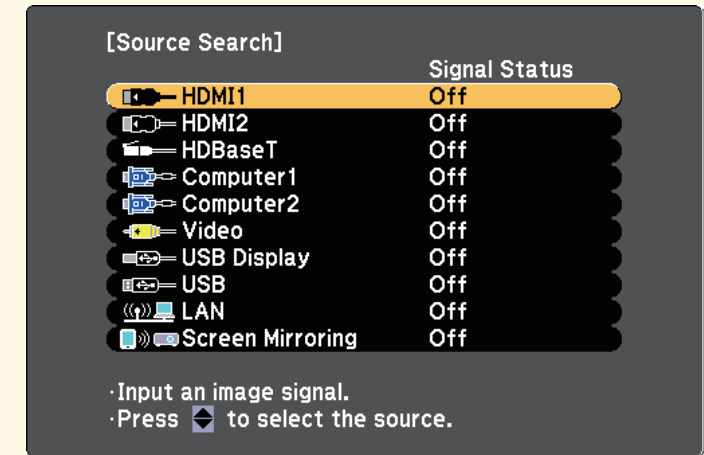 [Source Search]
Signal Status
HDMI1 Off
HDMI2 Off
HDBaseT Off
Computer1 Off
Computer2 Off
Video Off
USB Display Off
USB Off
LAN Off
Screen Mirroring Off
·Input an image signal.
·Press to select the source.